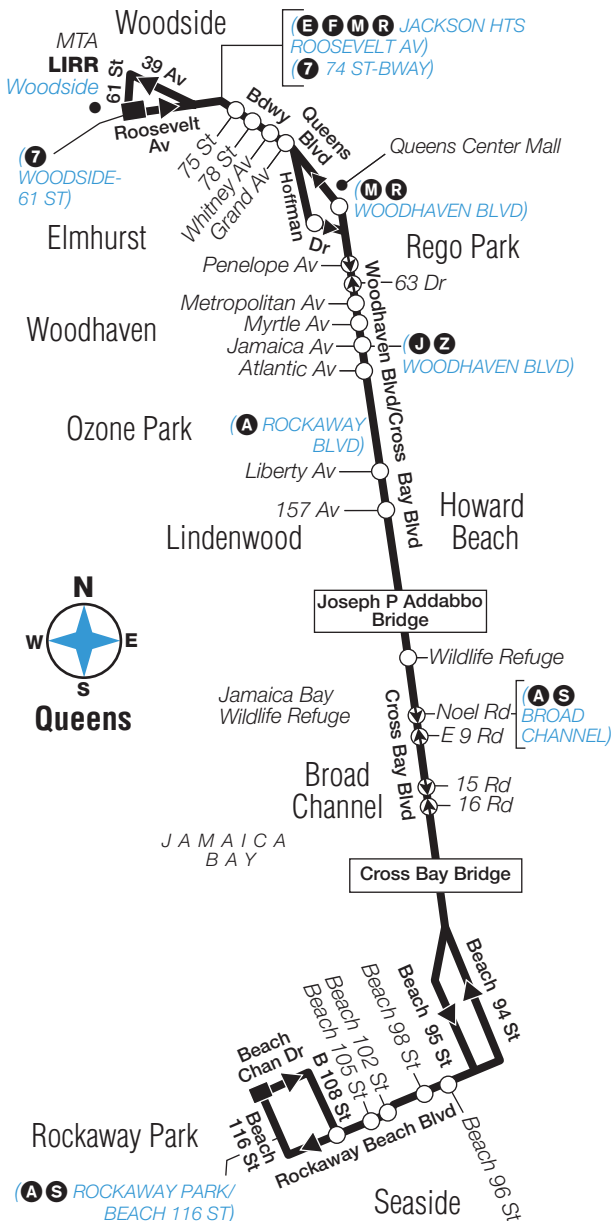 Woodside
MTA
LIRR
Woodside
61 St
39 Av
Roosevelt
Av
(7
WOODSIDE-
61 ST)
(E F M R JACKSON HTS
ROOSEVELT AV)
(7 74 ST-BWAY)
Bdwy
75 St
78 St
Whitney Av
Grand Av
Queens
Blvd
Hoffman
Dr
Queens Center Mall
(M R
WOODHAVEN BLVD)
Elmhurst
Rego Park
Penelope Av
63 Dr
Woodhaven Blvd/Cross Bay Blvd
Metropolitan Av
Myrtle Av
Woodhaven
Jamaica Av
(J Z
WOODHAVEN BLVD)
Atlantic Av
Ozone Park
(A ROCKAWAY
BLVD)
Liberty Av
157 Av
Lindenwood
Howard
Beach
N
W
E
S
Queens
Joseph P Addabbo
Bridge
Wildlife Refuge
Jamaica Bay
Wildlife Refuge
Cross Bay Blvd
Noel Rd
E 9 Rd
(A S
BROAD
CHANNEL)
Broad
Channel
15 Rd
16 Rd
JAMAICA
BAY
Cross Bay Bridge
Beach 94 St
Beach 95 St
Beach 96 St
Beach 98 St
Beach 102 St
Beach 105 St
B 108 St
Beach
Chan Dr
Beach
116 St
Rockaway Beach Blvd
Rockaway Park
(A S ROCKAWAY PARK/
BEACH 116 ST)
Seaside